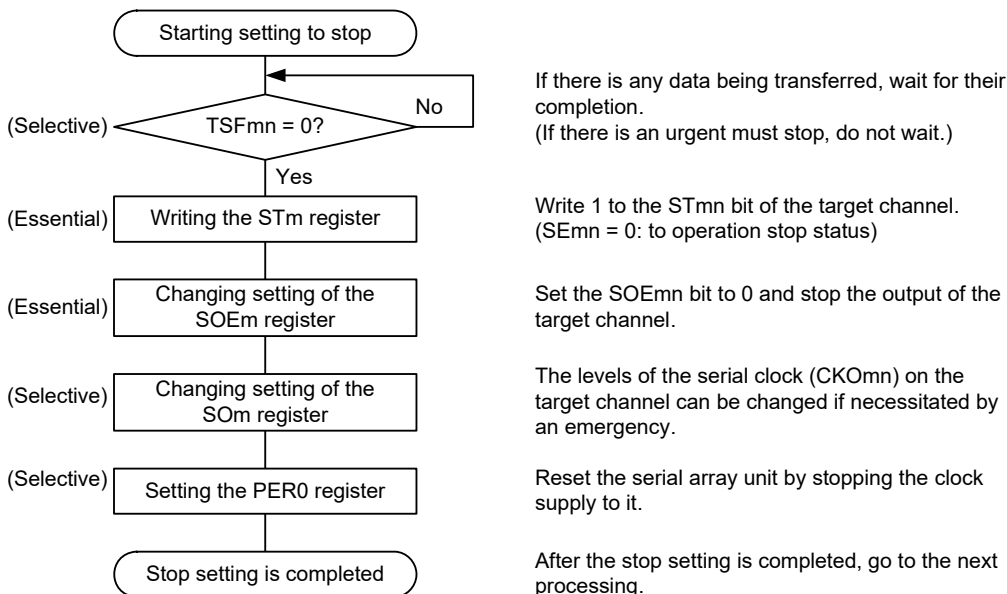 Starting setting to stop
No
If there is any data being transferred, wait for their
completion.
(If there is an urgent must stop, do not wait.)
(Selective)
TSFmn = 0?
Yes
(Essential)
Writing the STm register
Write 1 to the STmn bit of the target channel.
(SEmn = 0: to operation stop status)
(Essential)
Changing setting of the
SOEm register
Set the SOEmn bit to 0 and stop the output of the
target channel.
(Selective)
Changing setting of the
SOm register
The levels of the serial clock (CKOmn) on the
target channel can be changed if necessitated by
an emergency.
(Selective)
Setting the PER0 register
Reset the serial array unit by stopping the clock
supply to it.
Stop setting is completed
After the stop setting is completed, go to the next
processing.